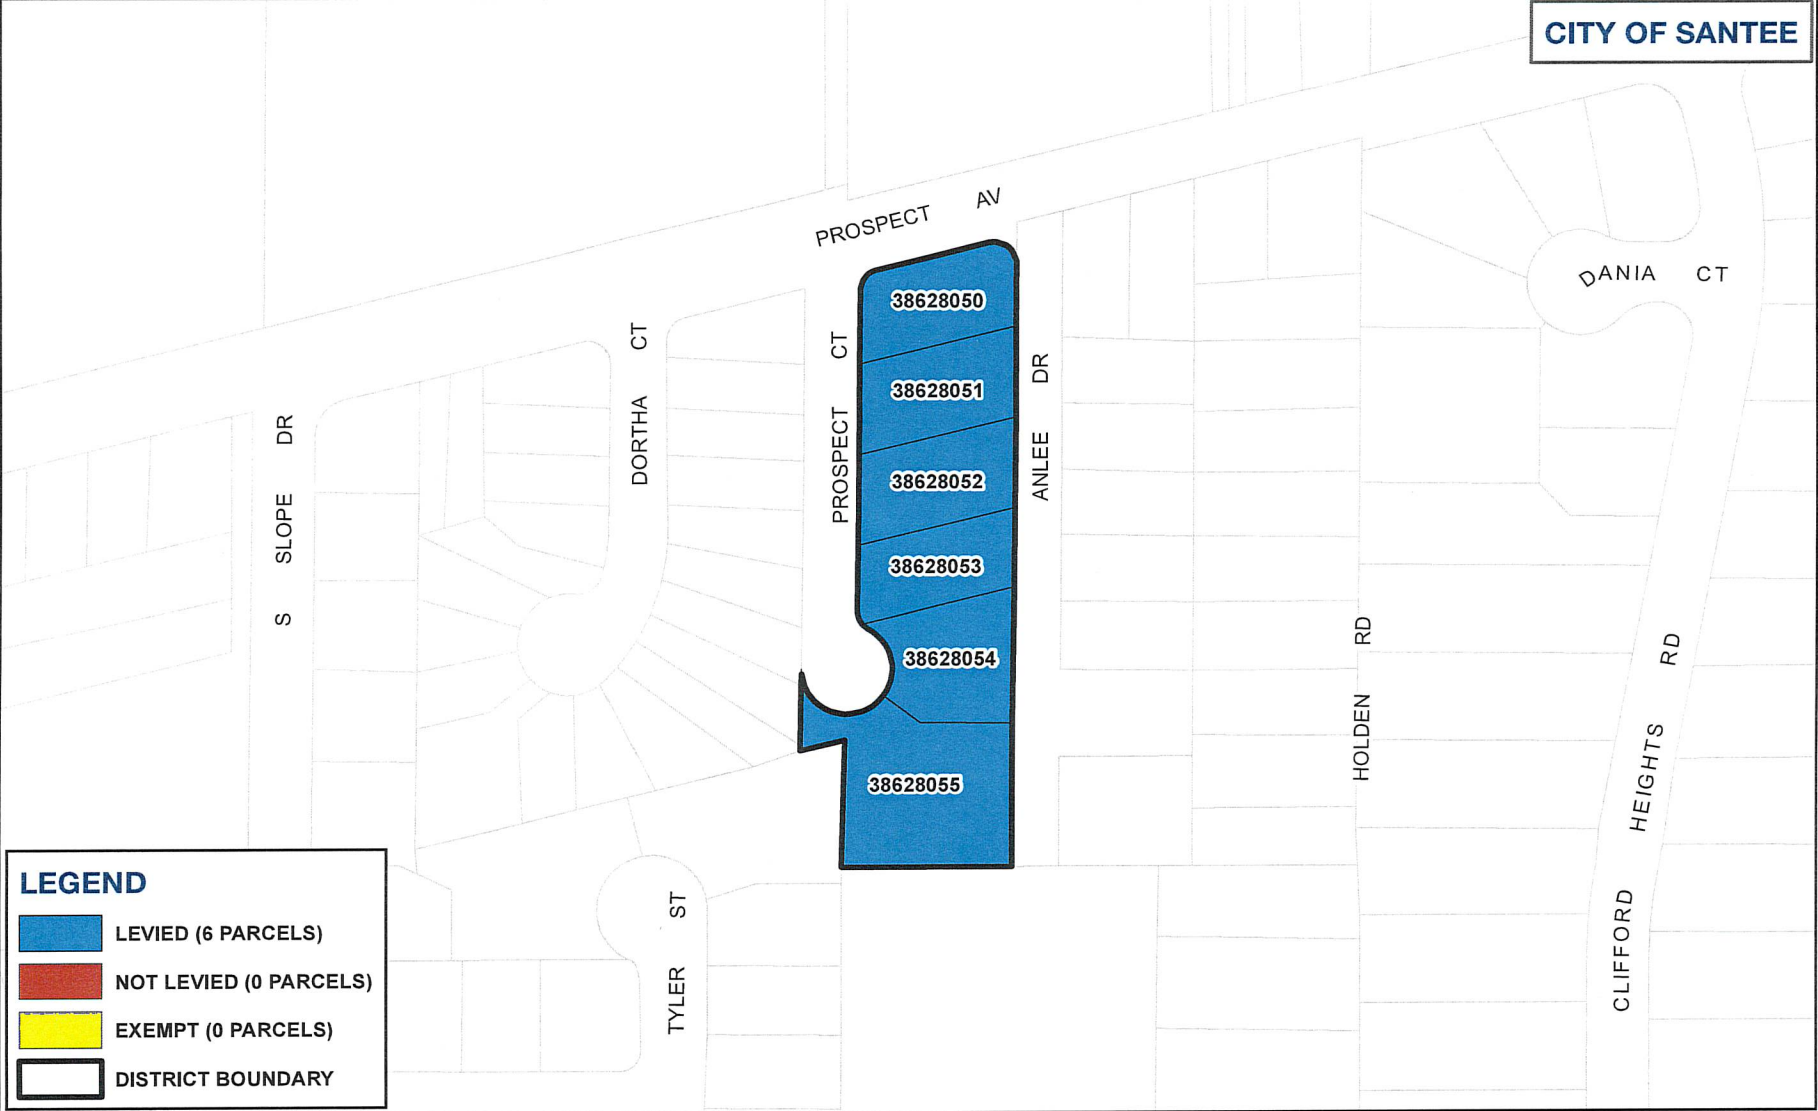 CITY OF SANTEE
PROSPECT AV
DANIA CT
38628050
38628051
38628052
38628053
38628054
38628055
PROSPECT CT
ANLEE DR
DORTHA CT
S SLOPE DR
HOLDEN RD
CLIFFORD HEIGHTS RD
TYLER ST
LEGEND
LEVIED (6 PARCELS)
NOT LEVIED (0 PARCELS)
EXEMPT (0 PARCELS)
DISTRICT BOUNDARY